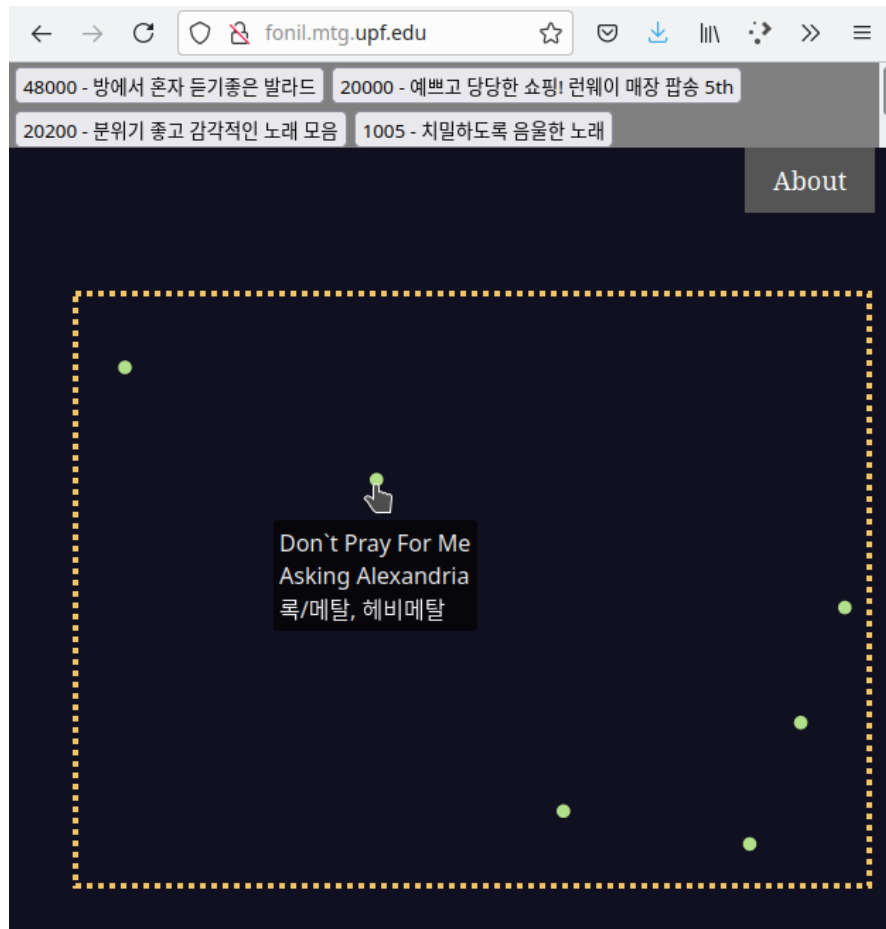 fonil.mtg.upf.edu
48000 - 방에서 혼자 듣기좋은 발라드 20000 - 예쁘고 당당한 쇼핑! 런웨이 매장 팝송 5th
20200 - 분위기 좋고 감각적인 노래 모음 1005 - 치밀하도록 음울한 노래
About
Don`t Pray For Me
Asking Alexandria
록/메탈, 헤비메탈